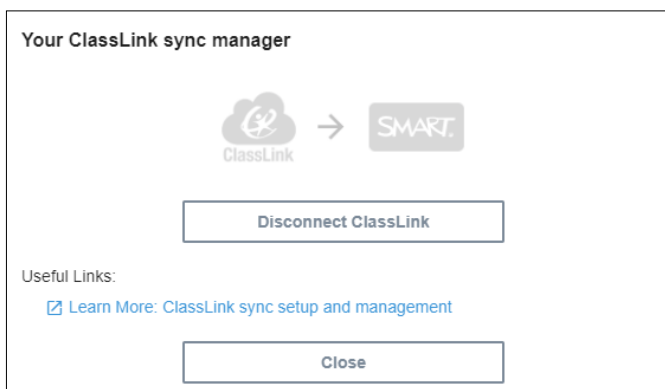 Your ClassLink sync manager
SMART
ClassLink
Disconnect ClassLink
Useful Links:
Learn More: ClassLink sync setup and management
Close